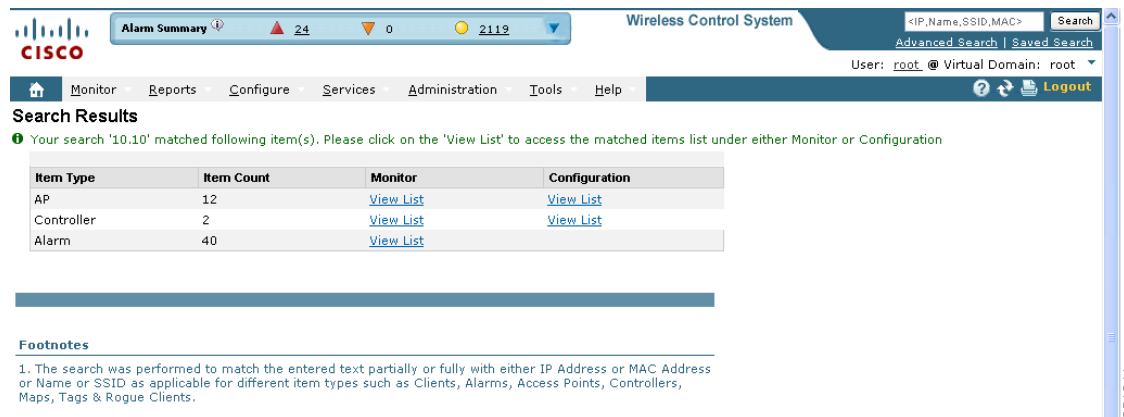 Alarm Summary 24 0 2119
Wireless Control System
<IP,Name,SSID,MAC> Search
Advanced Search | Saved Search
CISCO
User: root @ Virtual Domain: root
Monitor Reports Configure Services Administration Tools Help Logout
Search Results
Your search '10.10' matched following item(s). Please click on the 'View List' to access the matched items list under either Monitor or Configuration
Item Type Item Count Monitor Configuration
AP 12 View List View List
Controller 2 View List View List
Alarm 40 View List
Footnotes
1. The search was performed to match the entered text partially or fully with either IP Address or MAC Address
or Name or SSID as applicable for different item types such as Clients, Alarms, Access Points, Controllers,
Maps, Tags & Rogue Clients.